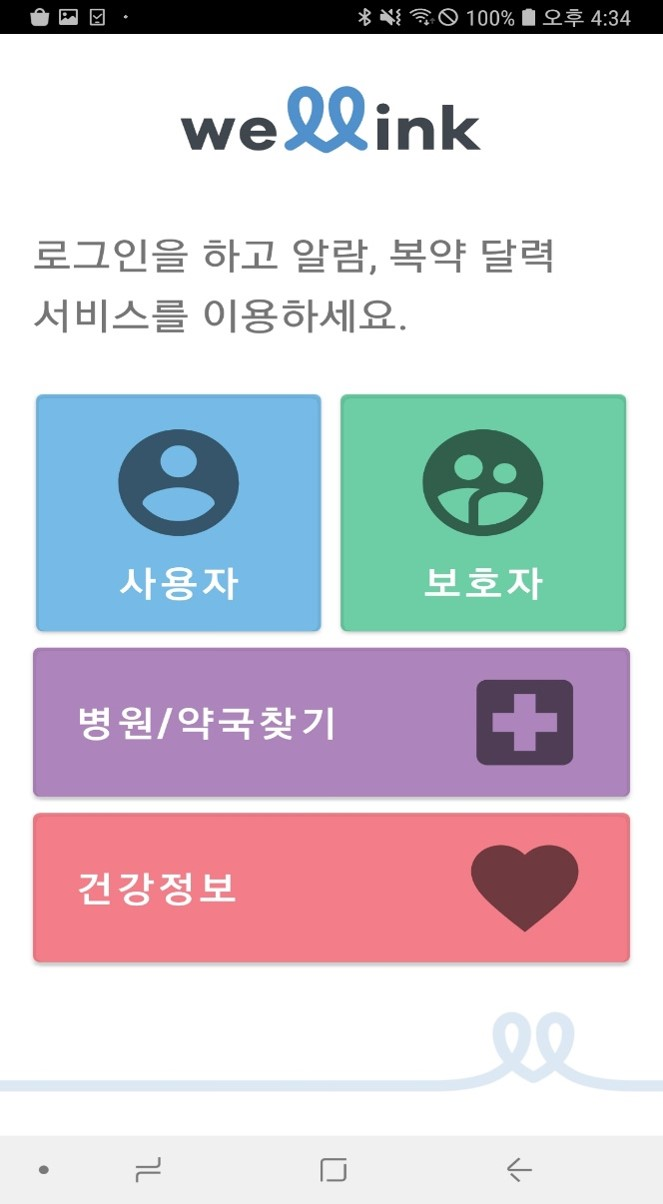 100% 오후 4:34
wellink
로그인을 하고 알람, 복약 달력
서비스를 이용하세요.
사용자
보호자
병원/약국찾기
건강정보